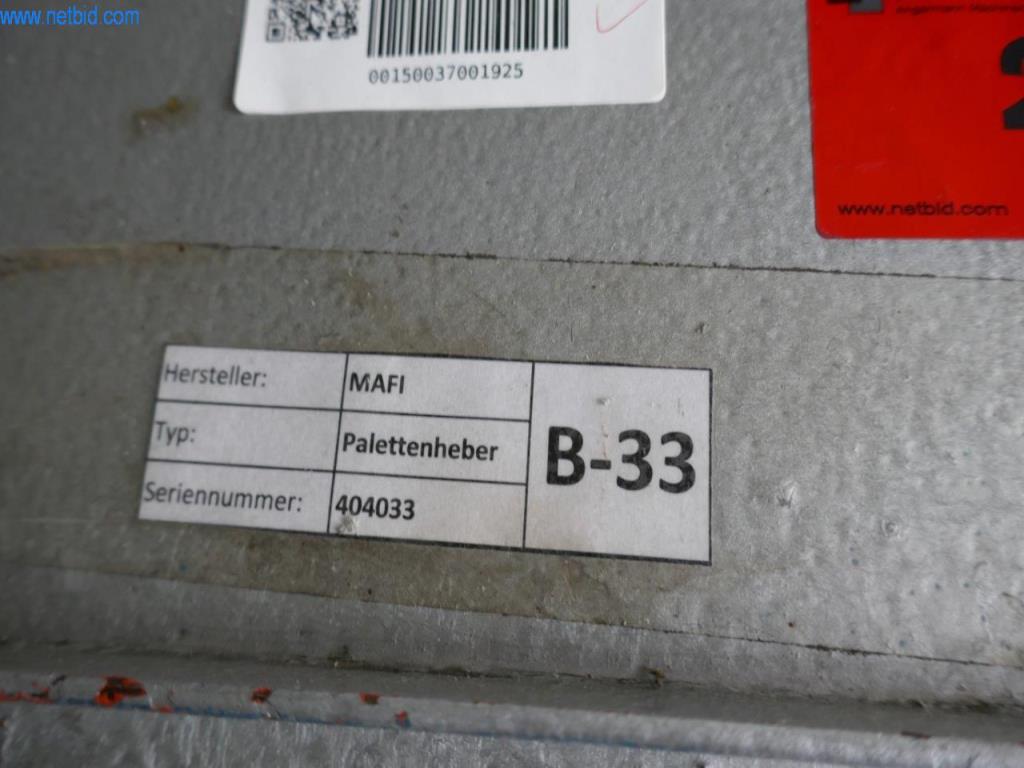 www.netbid.com
00150037001925
www.netbid.com
Hersteller: MAFI
Typ: Palettenheber
Seriennummer: 404033
B-33